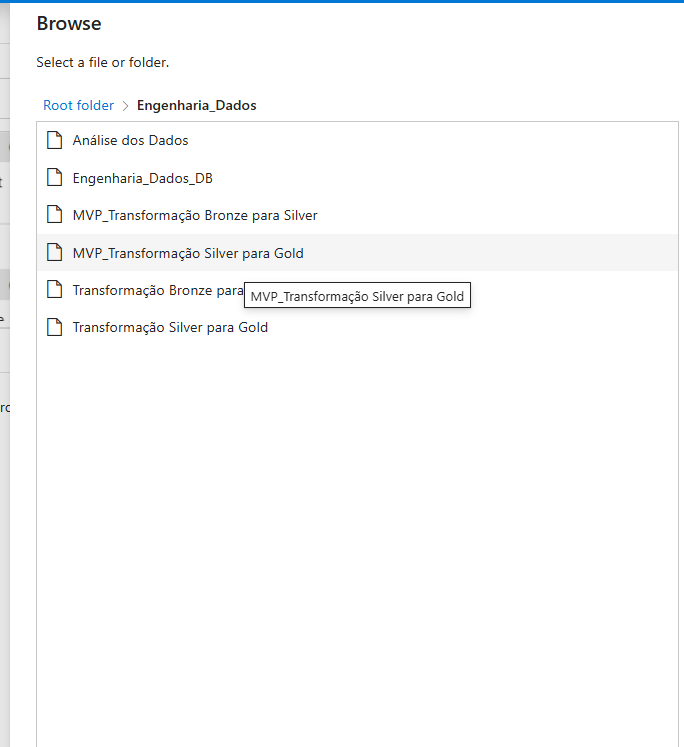 Browse
Select a file or folder.
Root folder > Engenharia_Dados
Análise dos Dados
Engenharia_Dados_DB
MVP_Transformação Bronze para Silver
MVP_Transformação Silver para Gold
Transformação Bronze para
MVP_Transformação Silver para Gold
Transformação Silver para Gold